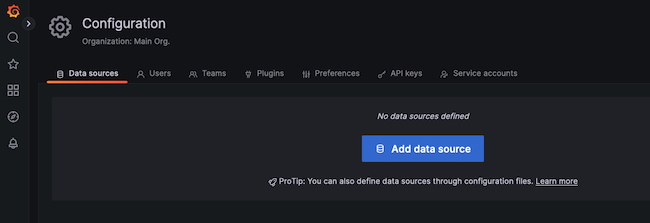 Configuration
Organization: Main Org.
Data sources Users Teams Plugins Preferences API keys Service accounts
No data sources defined
Add data source
ProTip: You can also define data sources through configuration files. Learn more